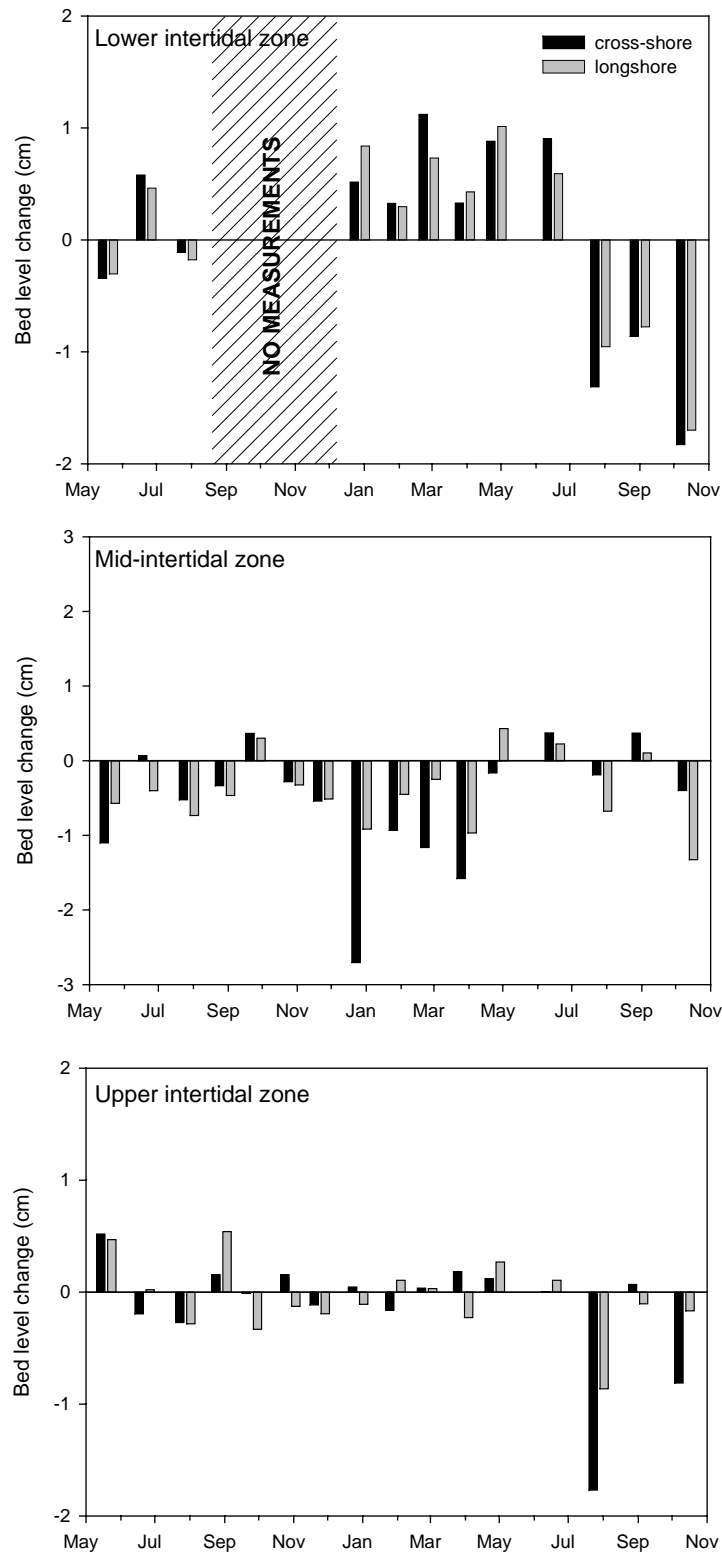 2
Lower intertidal zone
cross-shore
longshore
1
0
-1
-2
Bed level change (cm)
NO MEASUREMENTS
May Jul Sep Nov Jan Mar May Jul Sep Nov
3
Mid-intertidal zone
2
1
0
-1
-2
-3
Bed level change (cm)
May Jul Sep Nov Jan Mar May Jul Sep Nov
2
Upper intertidal zone
1
0
-1
-2
Bed level change (cm)
May Jul Sep Nov Jan Mar May Jul Sep Nov